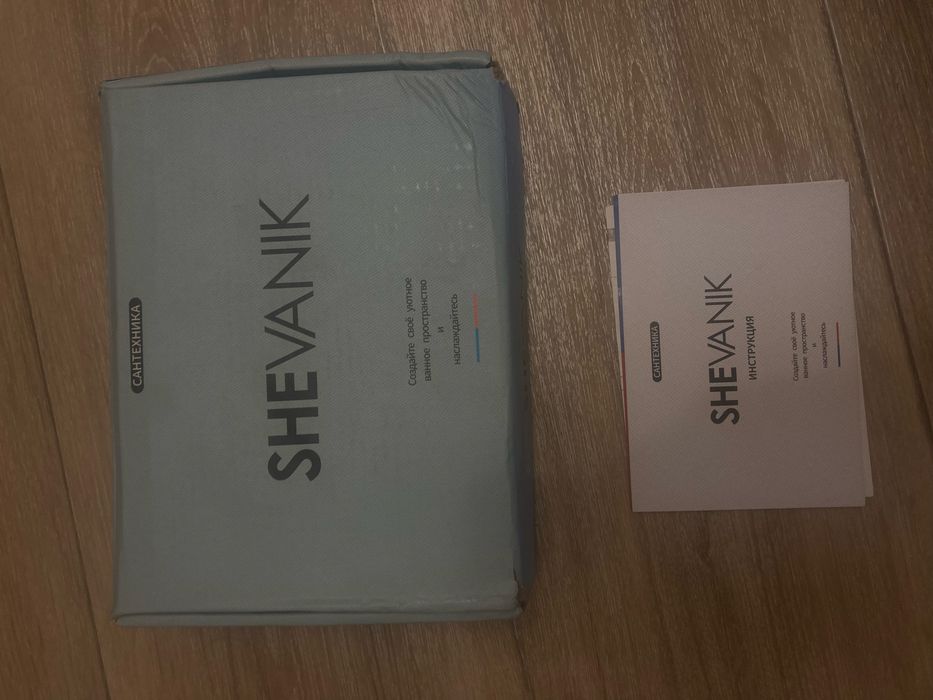 САНТЕХНИКА
SHEVANIK
Создайте своё уютное
ванное пространство
и
наслаждайтесь
САНТЕХНИКА
SHEVANIK
ИНСТРУКЦИЯ
Создайте своё уютное
ванное пространство
и
наслаждайтесь